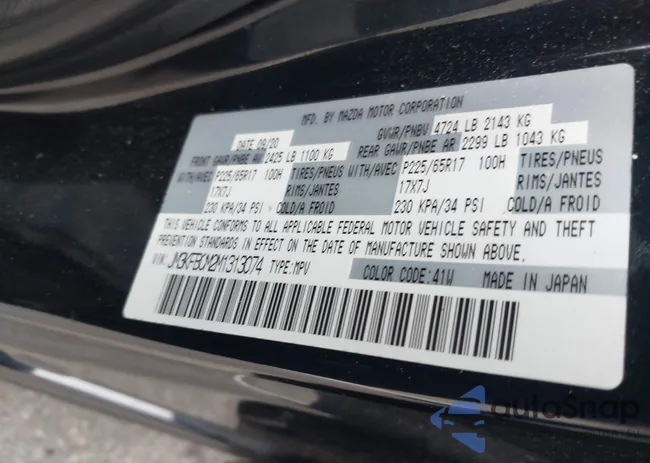 MFD. BY MAZDA MOTOR CORPORATION
DATE 09/20 GVWR/PNBV 4724 LB 2143 KG
FRONT GAWR/PNBE AV 2425 LB 1100 KG REAR GAWR/PNBE AR 2299 LB 1043 KG
WITH/AVEC P225/65R17 100H TIRES/PNEUS WITH/AVEC P225/65R17 100H TIRES/PNEUS
17X7J RIMS/JANTES 17X7J RIMS/JANTES
230 KPA/34 PSI COLD/A FROID 230 KPA/34 PSI COLD/A FROID
THIS VEHICLE CONFORMS TO ALL APPLICABLE FEDERAL MOTOR VEHICLE SAFETY AND THEFT
PREVENTION STANDARDS IN EFFECT ON THE DATE OF MANUFACTURE SHOWN ABOVE.
VIN: TYPE:MPV COLOR CODE:41W MADE IN JAPAN
autoSnap